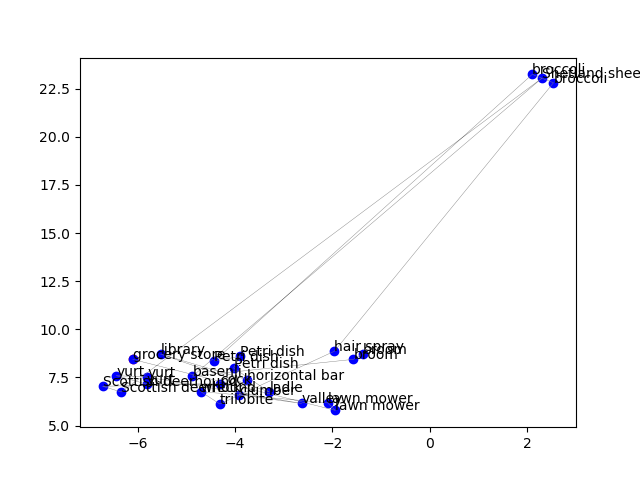 broccoli
Shetland shee
broccoli
22.5
20.0
17.5
15.0
12.5
10.0
7.5
5.0
hair spray
broom
broom
library
grocery store
Petri dish
Petri dish
Petri dish
basenji
horizontal bar
yurt
yurt
Scottish deerhound
Scottish deerhound
trilobite
ladle
valley
lawn mower
lawn mower
−6
−4
−2
0
2